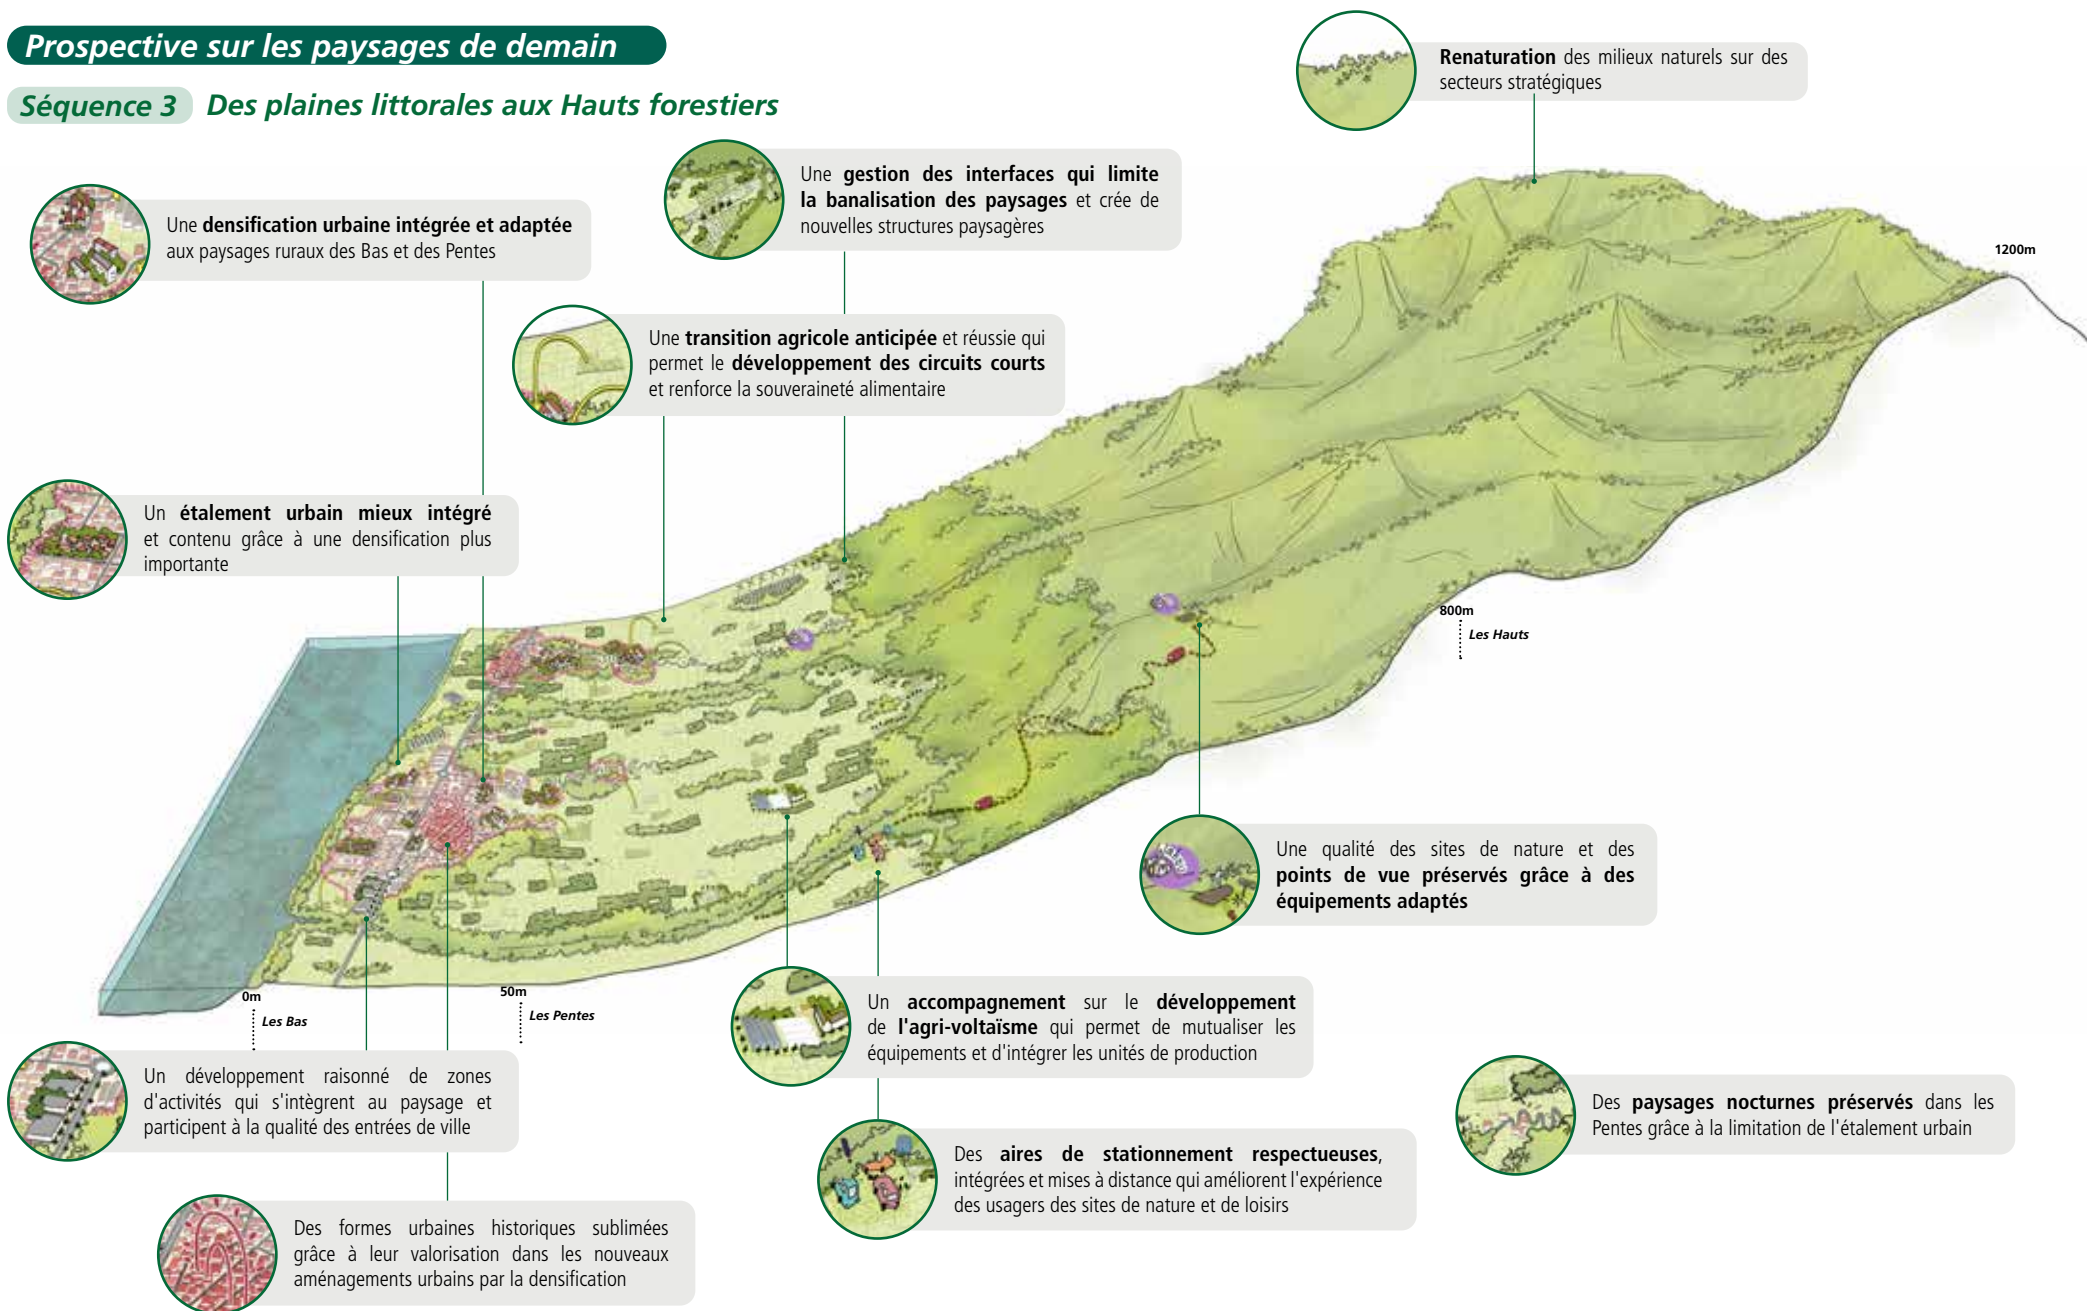 Prospective sur les paysages de demain
Séquence 3 Des plaines littorales aux Hauts forestiers
Renaturation des milieux naturels sur des
secteurs stratégiques
Une gestion des interfaces qui limite
la banalisation des paysages et crée de
nouvelles structures paysagères
Une densification urbaine intégrée et adaptée
aux paysages ruraux des Bas et des Pentes
1200m
Une transition agricole anticipée et réussie qui
permet le développement des circuits courts
et renforce la souveraineté alimentaire
Un étalement urbain mieux intégré
et contenu grâce à une densification plus
importante
800m
Les Hauts
Une qualité des sites de nature et des
points de vue préservés grâce à des
équipements adaptés
0m
Les Bas
50m
Les Pentes
Un accompagnement sur le développement
de l'agri-voltaïsme qui permet de mutualiser les
équipements et d'intégrer les unités de production
Un développement raisonné de zones
d'activités qui s'intègrent au paysage et
participent à la qualité des entrées de ville
Des paysages nocturnes préservés dans les
Pentes grâce à la limitation de l'étalement urbain
Des aires de stationnement respectueuses,
intégrées et mises à distance qui améliorent l'expérience
des usagers des sites de nature et de loisirs
Des formes urbaines historiques sublimées
grâce à leur valorisation dans les nouveaux
aménagements urbains par la densification